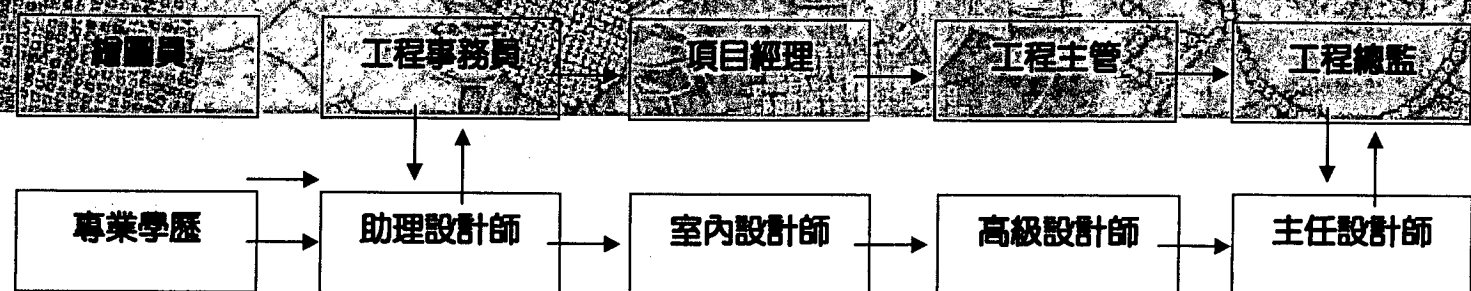 繪圖員
工程事務員
項目經理
工程主管
工程總監
專業學歷
助理設計師
室內設計師
高級設計師
主任設計師